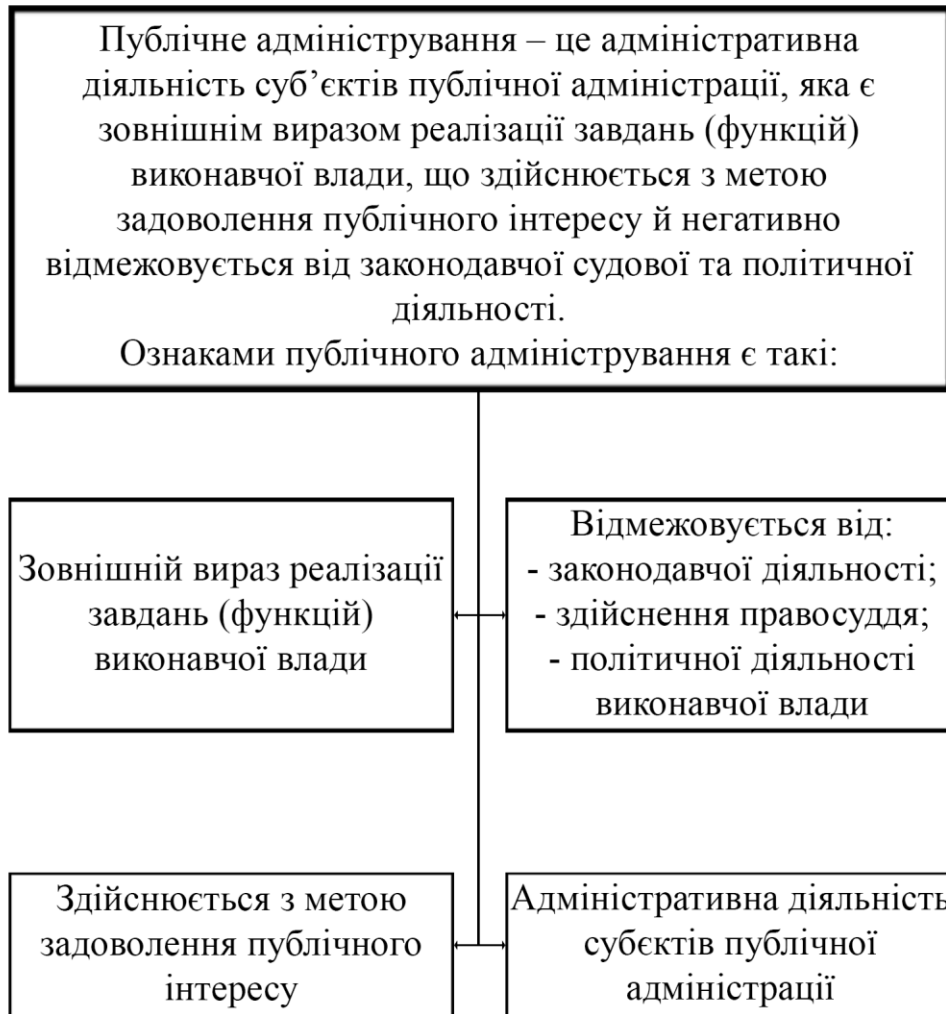 Публічне адміністрування – це адміністративна
діяльність суб’єктів публічної адміністрації, яка є
зовнішнім виразом реалізації завдань (функцій)
виконавчої влади, що здійснюється з метою
задоволення публічного інтересу й негативно
відмежовується від законодавчої судової та політичної
діяльності.
Ознаками публічного адміністрування є такі:
Зовнішній вираз реалізації
завдань (функцій)
виконавчої влади
Відмежовується від:
- законодавчої діяльності;
- здійснення правосуддя;
- політичної діяльності
виконавчої влади
Здійснюється з метою
задоволення публічного
інтересу
Адміністративна діяльність
субєктів публічної
адміністрації